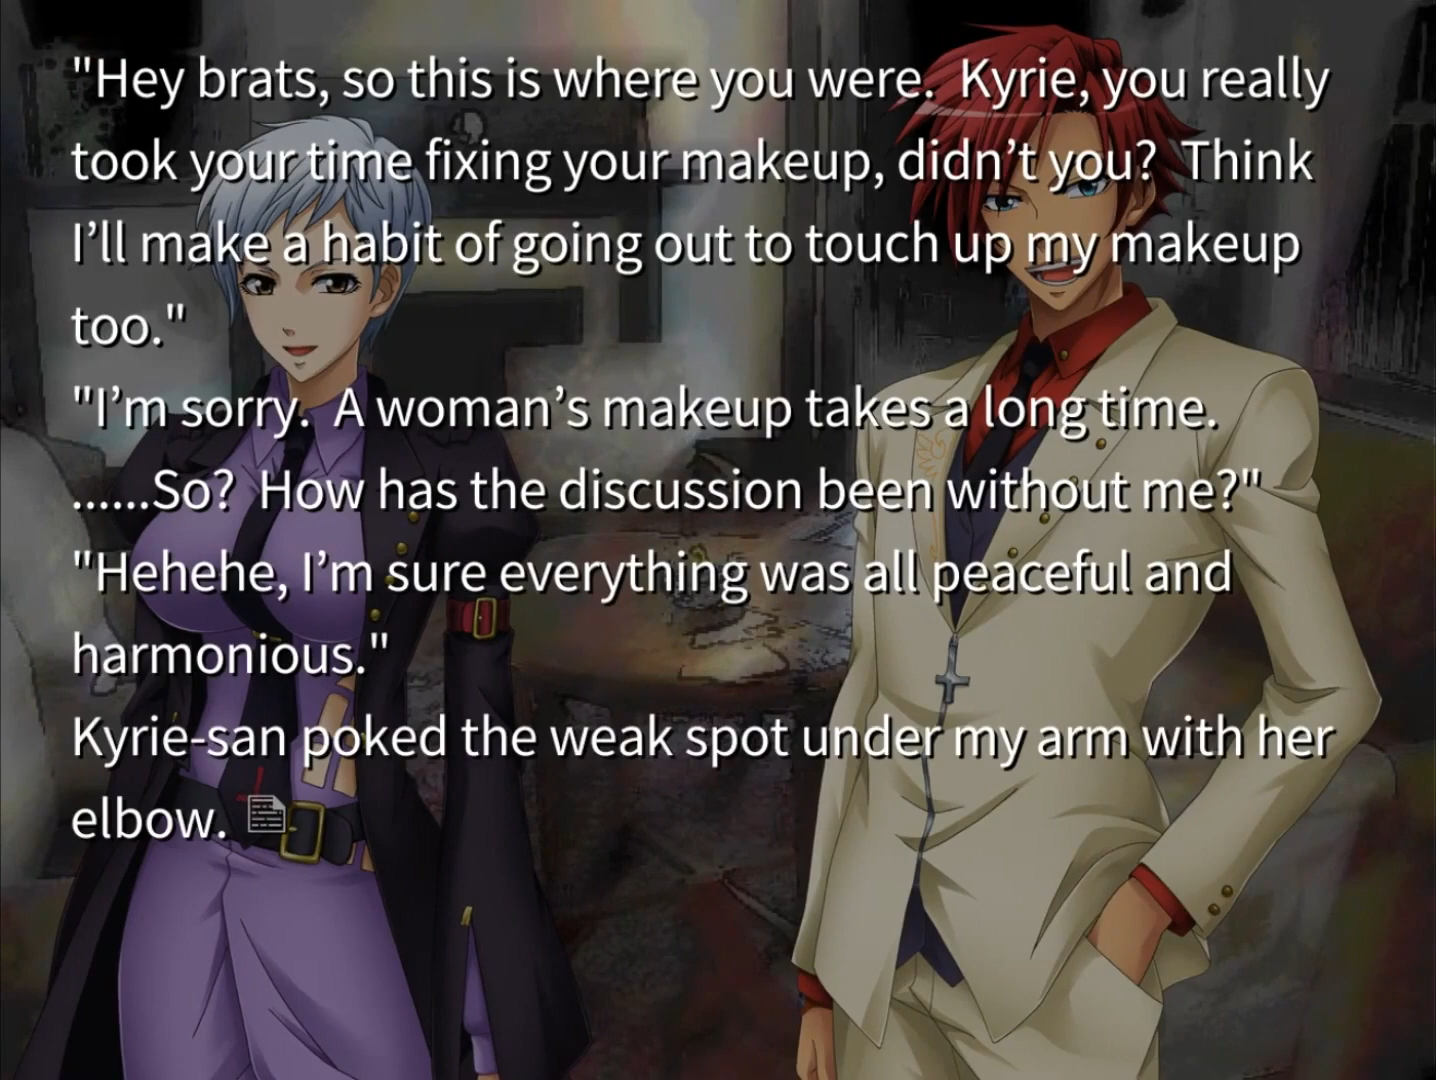 "Hey brats, so this is where you were.  Kyrie, you really
took your time fixing your makeup, didn’t you?  Think
I’ll make a habit of going out to touch up my makeup
too."
"I’m sorry.  A woman’s makeup takes a long time.
......So?  How has the discussion been without me?"
"Hehehe, I’m sure everything was all peaceful and
harmonious."
Kyrie-san poked the weak spot under my arm with her
elbow.